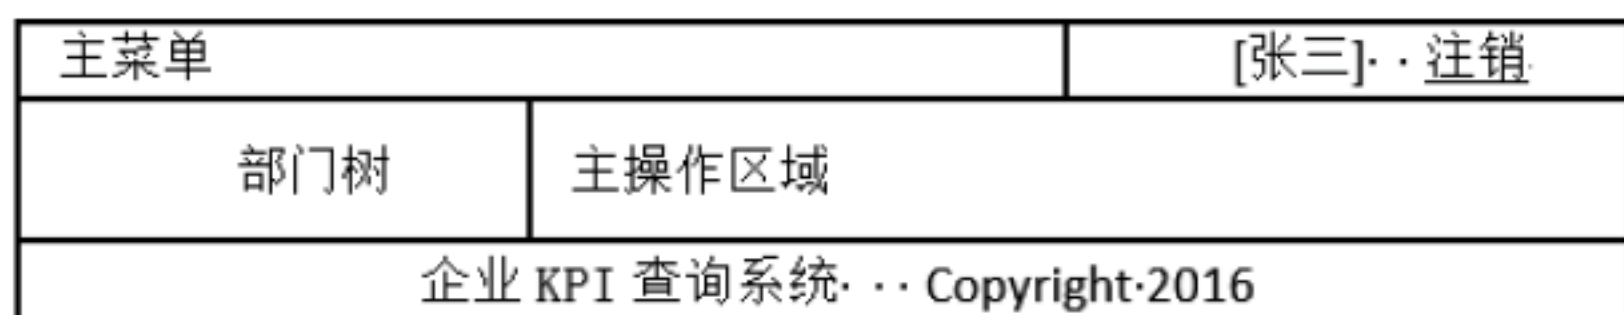 主菜单 [张三]· · 注销
部门树 主操作区域
企业 KPI 查询系统· · · Copyright·2016